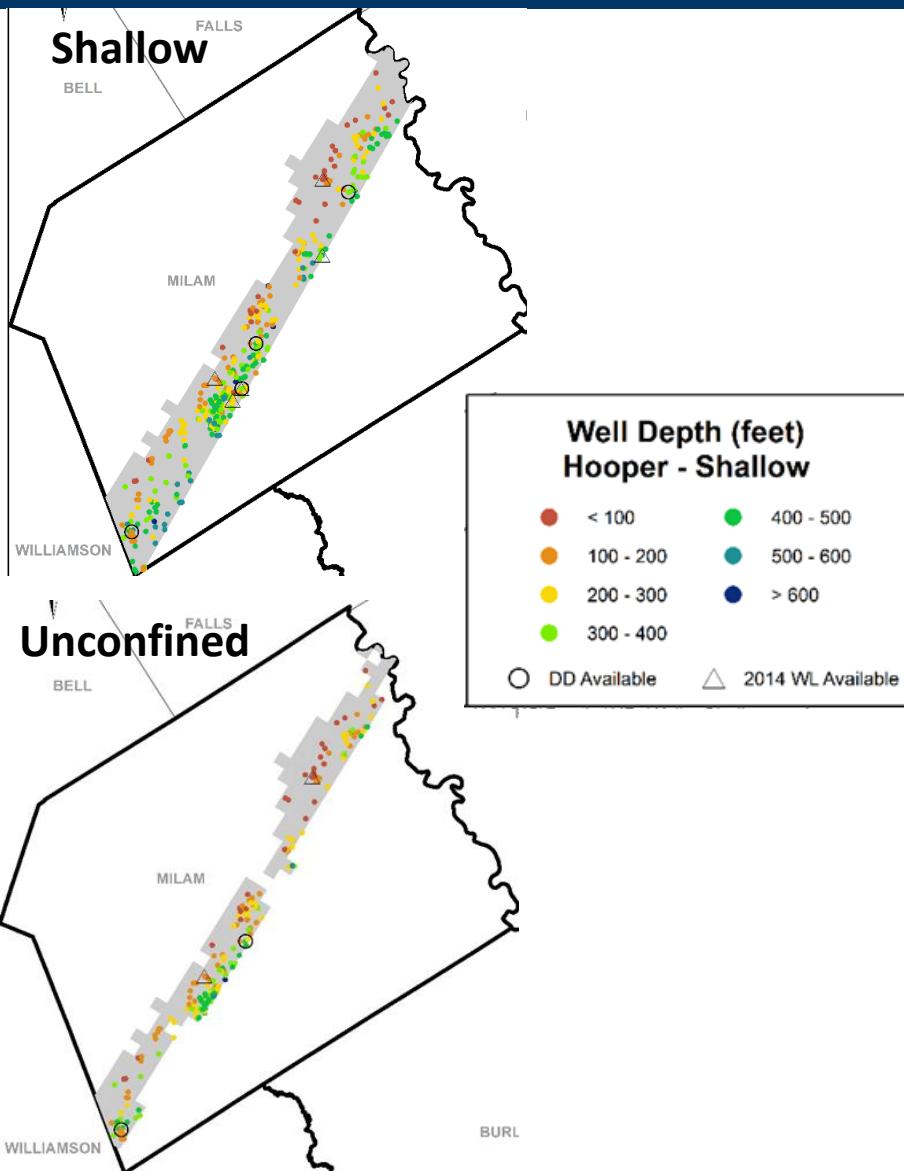 FALLS
Shallow
BELL
MILAM
WILLIAMSON
Well Depth (feet)
Hooper - Shallow
< 100
400 - 500
100 - 200
500 - 600
200 - 300
> 600
300 - 400
DD Available
2014 WL Available
FALLS
Unconfined
BELL
MILAM
WILLIAMSON
BURL